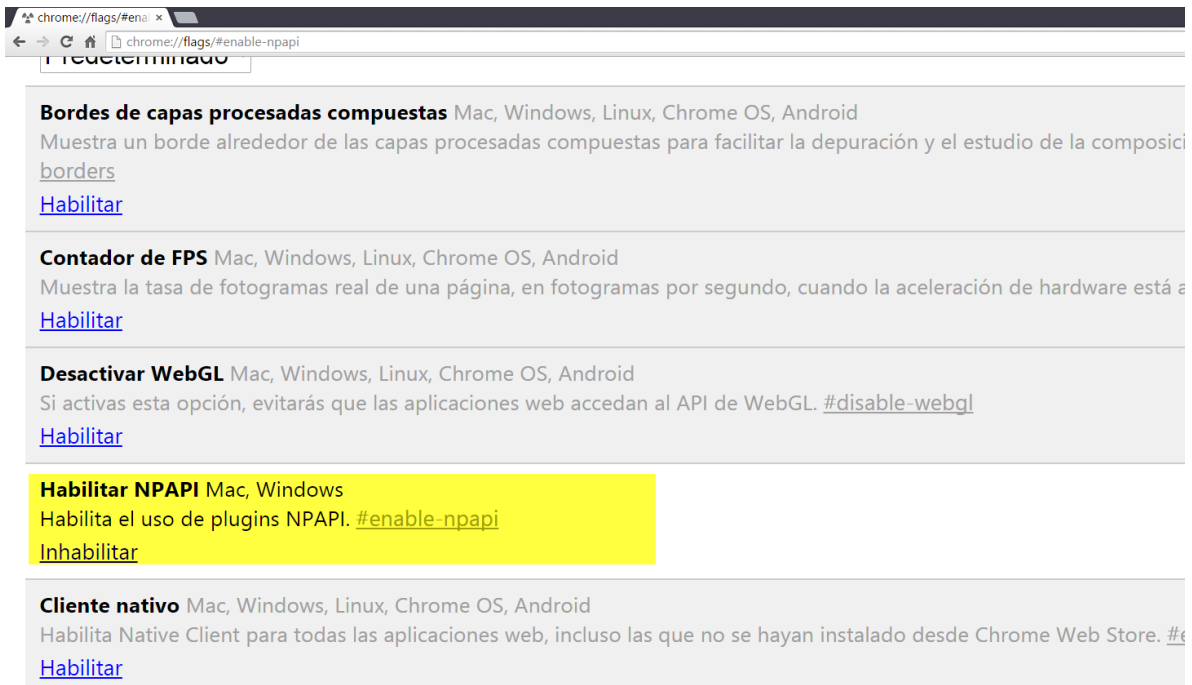 chrome://flags/#ena
chrome://flags/#enable-npapi
Predeterminado
Bordes de capas procesadas compuestas Mac, Windows, Linux, Chrome OS, Android
Muestra un borde alrededor de las capas procesadas compuestas para facilitar la depuración y el estudio de la composici
borders
Habilitar
Contador de FPS Mac, Windows, Linux, Chrome OS, Android
Muestra la tasa de fotogramas real de una página, en fotogramas por segundo, cuando la aceleración de hardware está a
Habilitar
Desactivar WebGL Mac, Windows, Linux, Chrome OS, Android
Si activas esta opción, evitarás que las aplicaciones web accedan al API de WebGL. #disable-webgl
Habilitar
Habilitar NPAPI Mac, Windows
Habilita el uso de plugins NPAPI. #enable-npapi
Inhabilitar
Cliente nativo Mac, Windows, Linux, Chrome OS, Android
Habilita Native Client para todas las aplicaciones web, incluso las que no se hayan instalado desde Chrome Web Store. #e
Habilitar